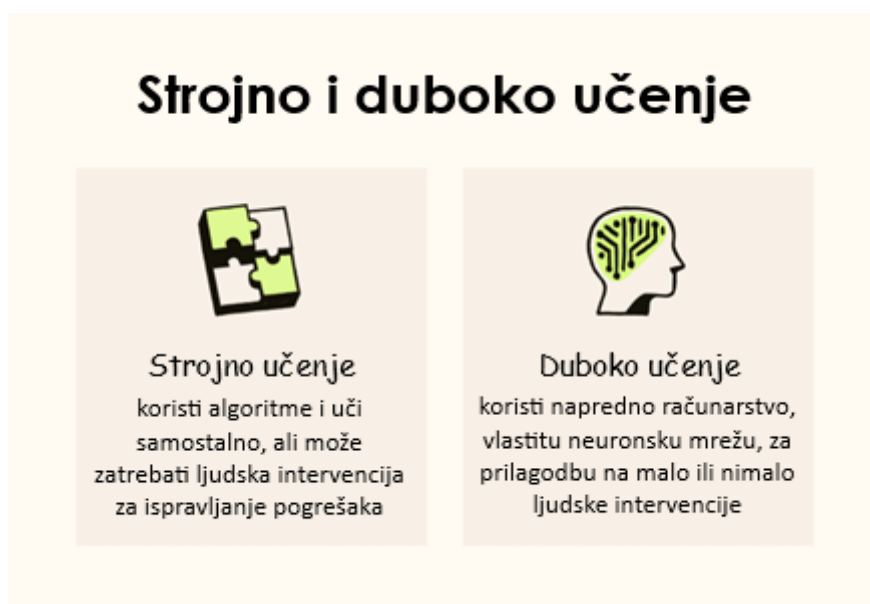 Strojno i duboko učenje
Strojno učenje
koristi algoritme i uči
samostalno, ali može
zatrebati ljudska intervencija
za ispravljanje pogrešaka
Duboko učenje
koristi napredno računarstvo,
vlastitu neuronsku mrežu, za
prilagodbu na malo ili nimalo
ljudske intervencije